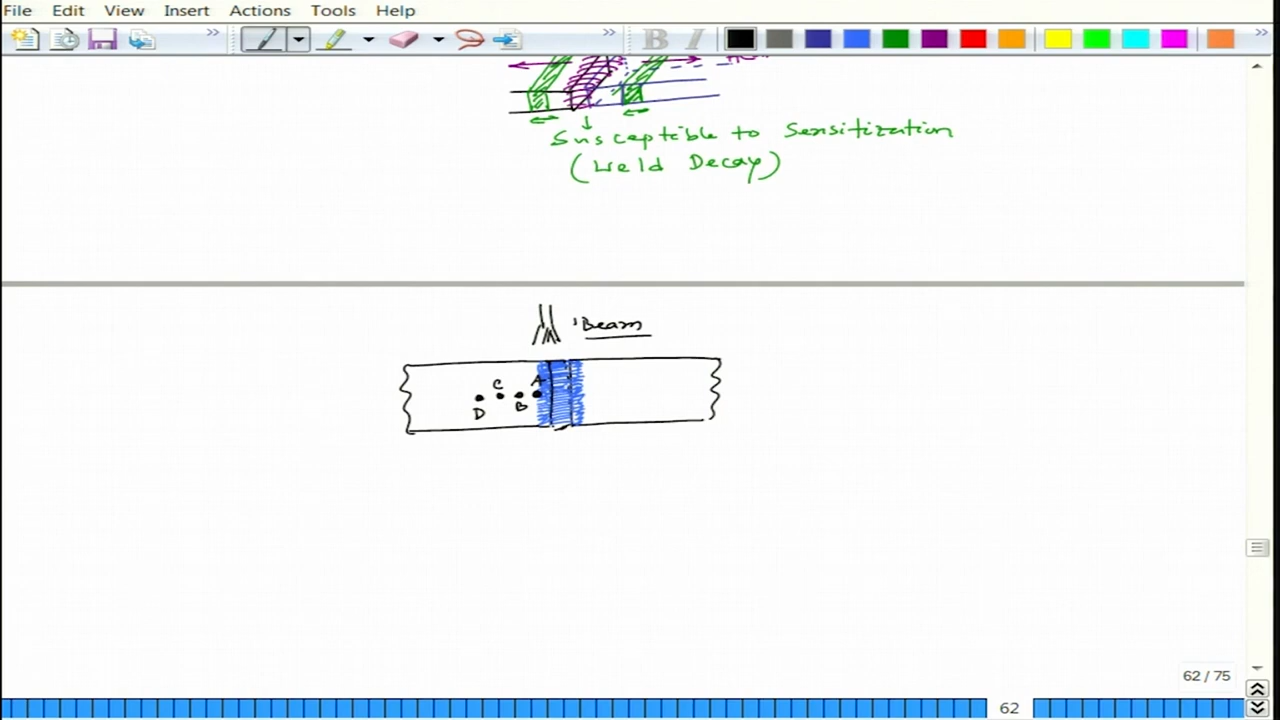 File Edit View Insert Actions Tools Help
B I
Susceptible to Sensitization
(Weld Decay)
Beam
A
C
B
D
62 / 75
62